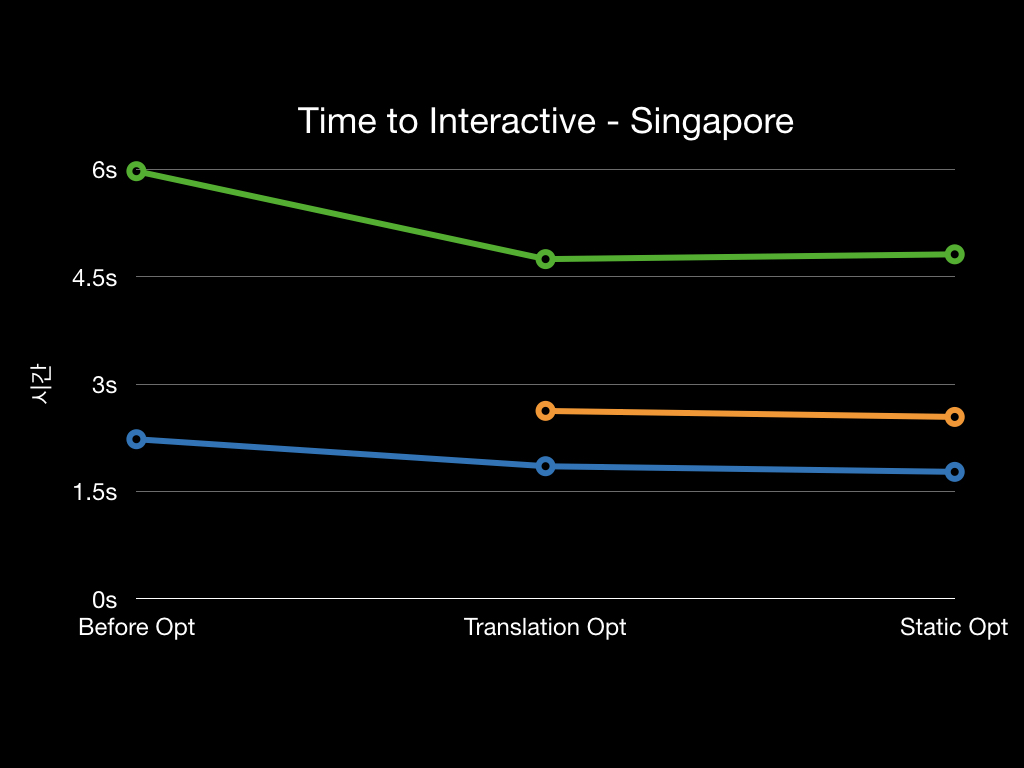 Time to Interactive - Singapore
6s
4.5s
3s
1.5s
0s
시간
Before Opt
Translation Opt
Static Opt